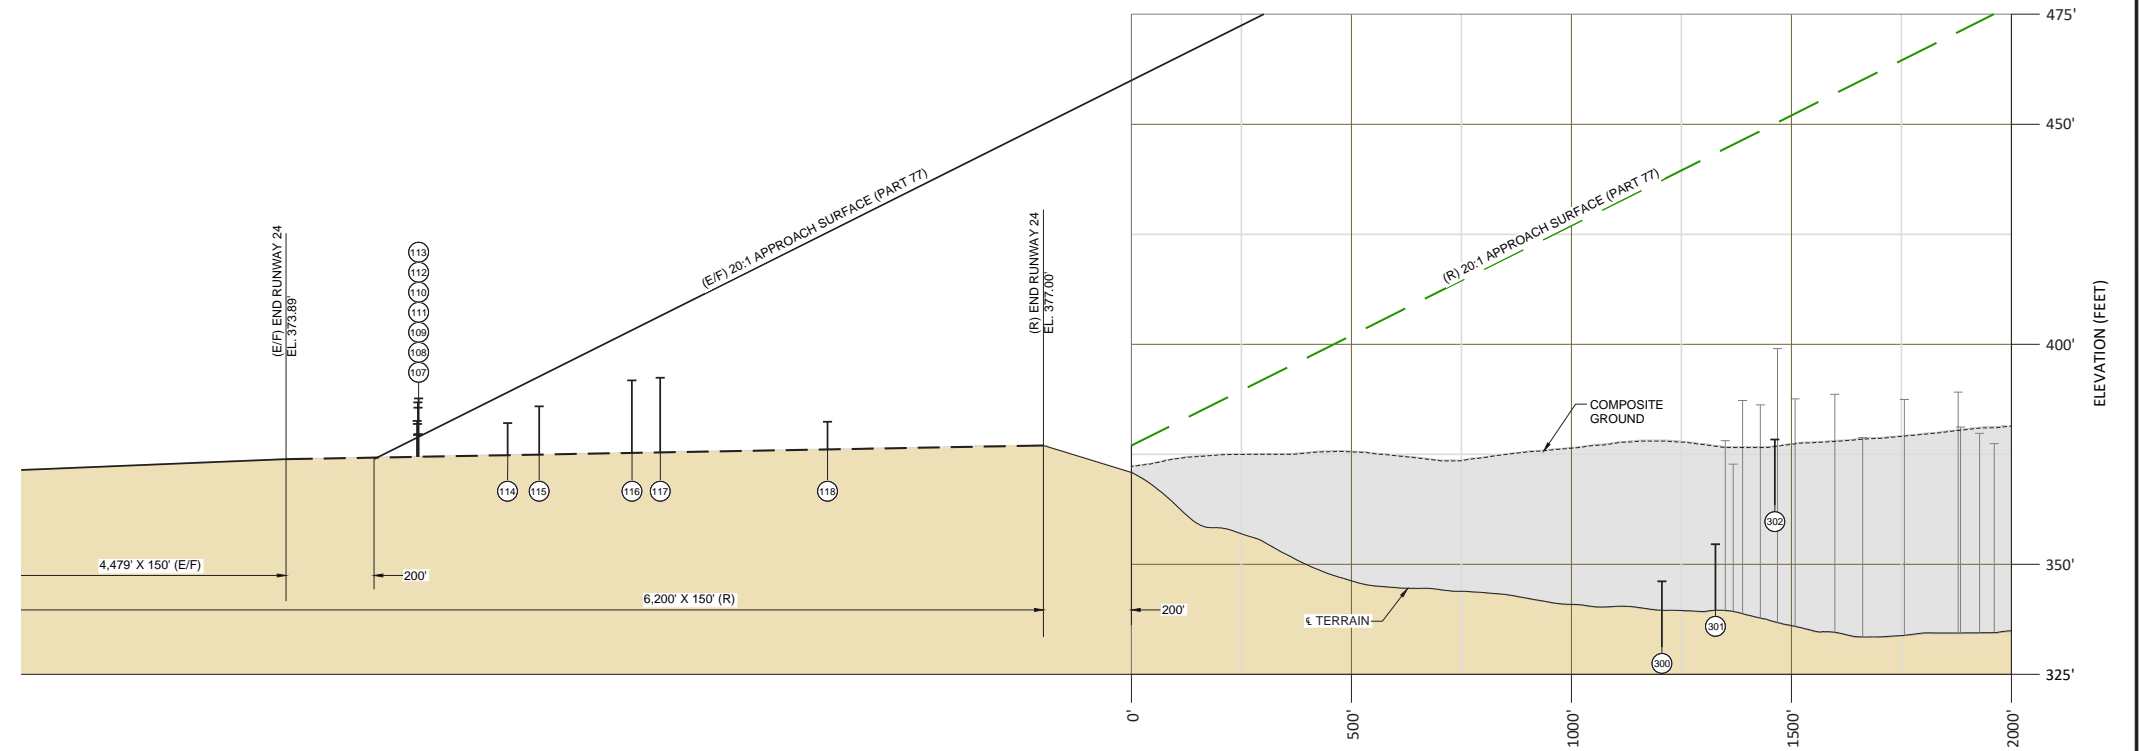 475'
450'
400'
350'
325'
ELEVATION (FEET)
(E/F) 20:1 APPROACH SURFACE (PART 77)
(R) 20:1 APPROACH SURFACE (PART 77)
(E/F) END RUNWAY 24
EL. 373.89'
(R) END RUNWAY 24
EL. 377.00'
113
112
110
111
109
108
107
COMPOSITE
GROUND
114
115
116
117
118
302
4,479' X 150' (E/F)
200'
6,200' X 150' (R)
200'
℄ TERRAIN
301
300
0'
500'
1000'
1500'
2000'